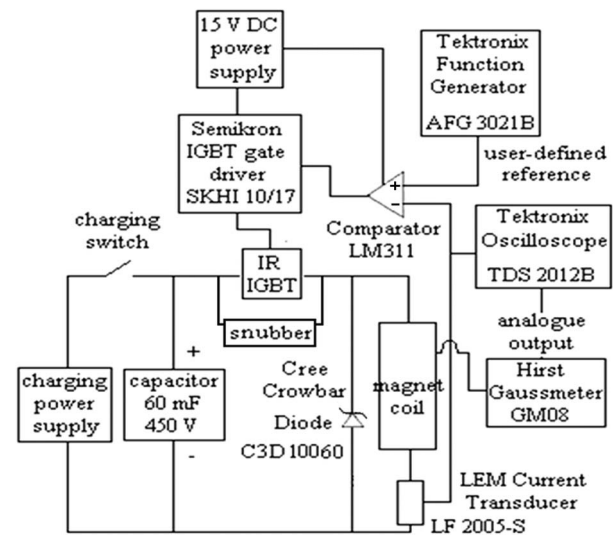 15 V DC
power
supply
Tektronix
Function
Generator
AFG 3021B
Semikron
IGBT gate
driver
SKHI 10/17
user-defined
reference
+
-
Comparator
LM311
charging
switch
Tektronix
Oscilloscope
TDS 2012B
IR
IGBT
snubber
analogue
output
+
charging
power
supply
capacitor
60 mF
450 V
-
Cree
Crowbar
Diode
C3D10060
magnet
coil
Hirst
Gaussmeter
GM08
LEM Current
Transducer
LF 2005-S